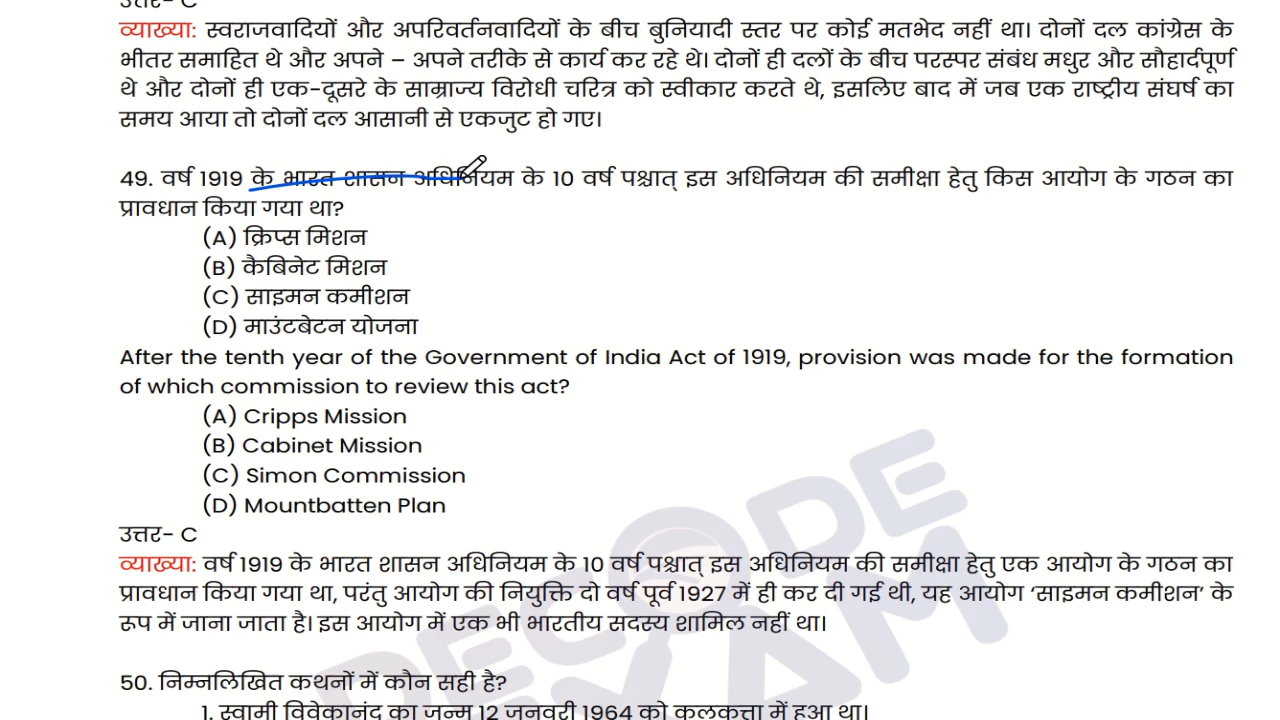 उत्तर- C
व्याख्या: स्वराजवादियों और अपरिवर्तनवादियों के बीच बुनियादी स्तर पर कोई मतभेद नहीं था। दोनों दल कांग्रेस के
भीतर समाहित थे और अपने – अपने तरीके से कार्य कर रहे थे। दोनों ही दलों के बीच परस्पर संबंध मधुर और सौहार्दपूर्ण
थे और दोनों ही एक-दूसरे के साम्राज्य विरोधी चरित्र को स्वीकार करते थे, इसलिए बाद में जब एक राष्ट्रीय संघर्ष का
समय आया तो दोनों दल आसानी से एकजुट हो गए।
49. वर्ष 1919 के भारत शासन अधिनियम के 10 वर्ष पश्चात् इस अधिनियम की समीक्षा हेतु किस आयोग के गठन का
प्रावधान किया गया था?
(A) क्रिप्स मिशन
(B) कैबिनेट मिशन
(C) साइमन कमीशन
(D) माउंटबेटन योजना
After the tenth year of the Government of India Act of 1919, provision was made for the formation
of which commission to review this act?
(A) Cripps Mission
(B) Cabinet Mission
(C) Simon Commission
(D) Mountbatten Plan
उत्तर- C
व्याख्या: वर्ष 1919 के भारत शासन अधिनियम के 10 वर्ष पश्चात् इस अधिनियम की समीक्षा हेतु एक आयोग के गठन का
प्रावधान किया गया था, परंतु आयोग की नियुक्ति दो वर्ष पूर्व 1927 में ही कर दी गई थी, यह आयोग ‘साइमन कमीशन’ के
रूप में जाना जाता है। इस आयोग में एक भी भारतीय सदस्य शामिल नहीं था।
50. निम्नलिखित कथनों में कौन सही है?
1. स्वामी विवेकानंद का जन्म 12 जनवरी 1964 को कलकत्ता में हुआ था।
DECODE
EXAM